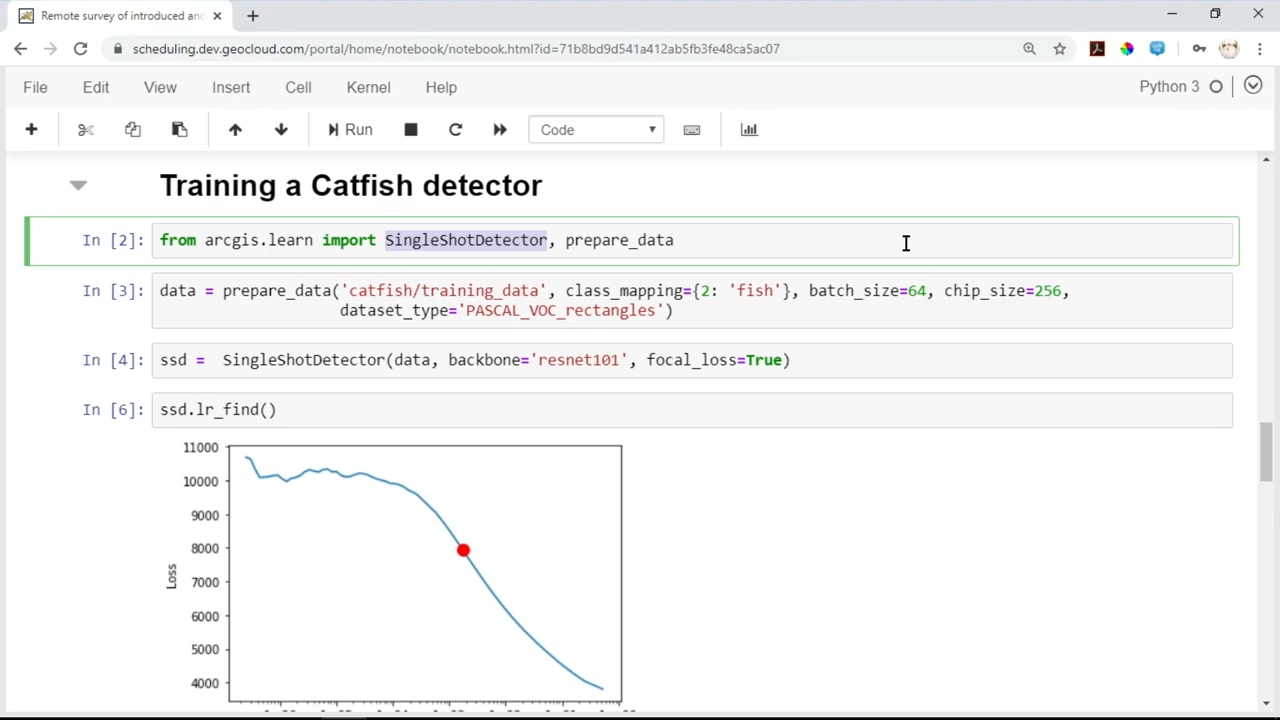 Remote survey of introduced and
scheduling.dev.geocloud.com/portal/home/notebook/notebook.html?id=71b8bd9d541a412ab5fb3fe48ca5ac07
File Edit View Insert Cell Kernel Help Python 3
Run Code
Training a Catfish detector
In [2]: from arcgis.learn import SingleShotDetector, prepare_data
In [3]: data = prepare_data('catfish/training_data', class_mapping={2: 'fish'}, batch_size=64, chip_size=256,
dataset_type='PASCAL_VOC_rectangles')
In [4]: ssd =  SingleShotDetector(data, backbone='resnet101', focal_loss=True)
In [6]: ssd.lr_find()
11000
10000
9000
8000
7000
6000
5000
4000
Loss